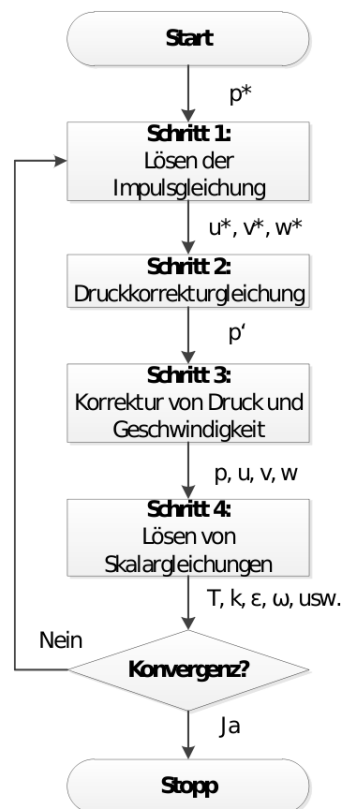 Start
p*
Schritt 1:
Lösen der
Impulsgleichung
u*, v*, w*
Schritt 2:
Druckkorrekturgleichung
p‘
Schritt 3:
Korrektur von Druck und
Geschwindigkeit
p, u, v, w
Schritt 4:
Lösen von
Skalargleichungen
T, k, ε, ω, usw.
Nein
Konvergenz?
Ja
Stopp